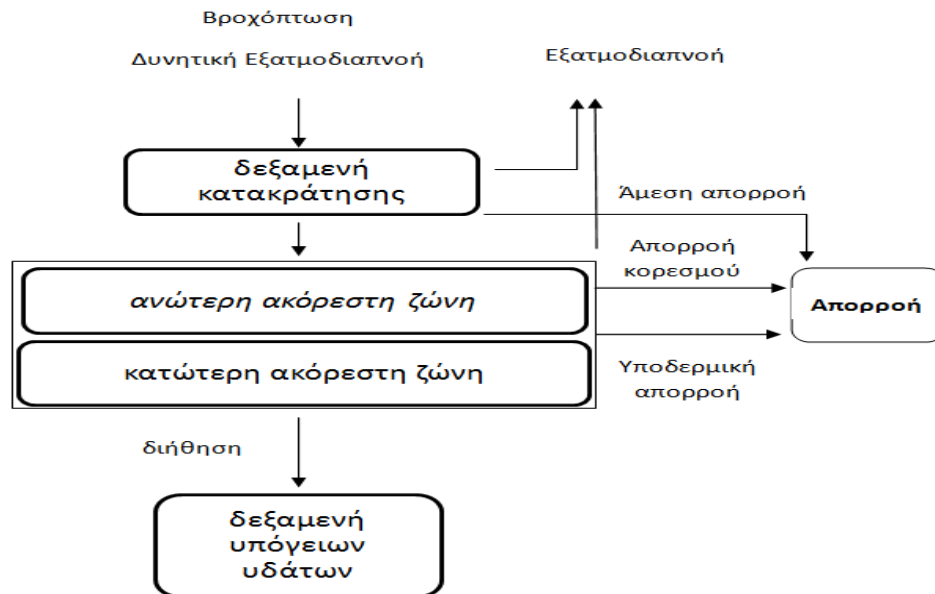 Βροχόπτωση
Δυνητική Εξατμοδιαπνοή
Εξατμοδιαπνοή
δεξαμενή
κατακράτησης
Άμεση απορροή
Απορροή
κορεσμού
ανώτερη ακόρεστη ζώνη
Απορροή
κατώτερη ακόρεστη ζώνη
Υποδερμική
απορροή
διήθηση
δεξαμενή
υπόγειων
υδάτων